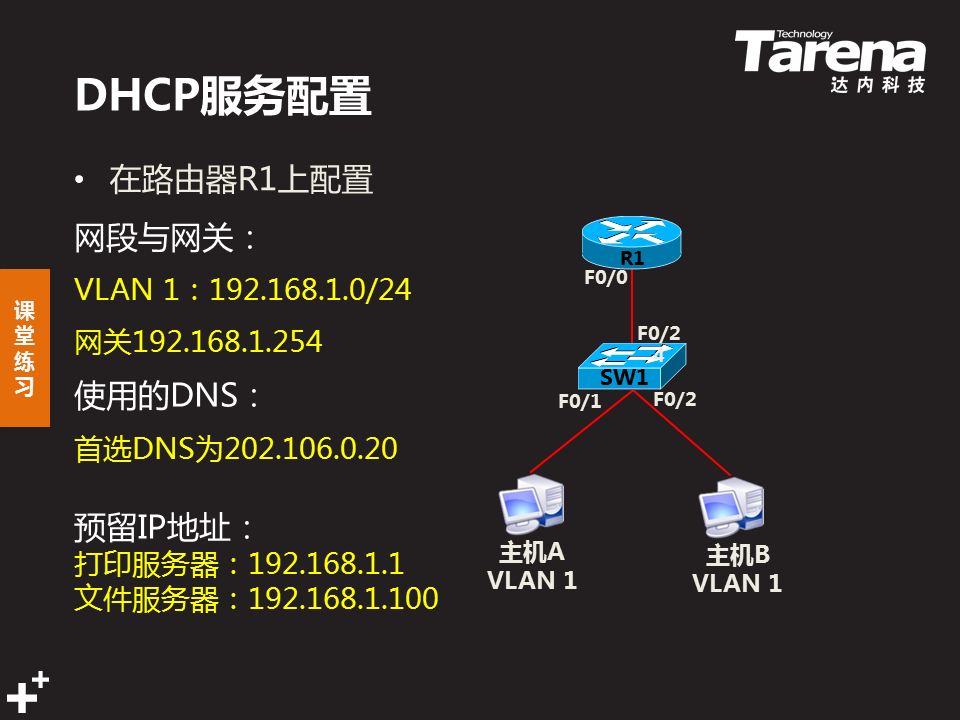 Technology
Tarena
达内科技
DHCP服务配置
• 在路由器R1上配置
网段与网关：
VLAN 1：192.168.1.0/24
网关192.168.1.254
使用的DNS：
首选DNS为202.106.0.20
预留IP地址：
打印服务器：192.168.1.1
文件服务器：192.168.1.100
课堂练习
R1
F0/0
F0/2
4
SW1
F0/1
F0/2
主机A
VLAN 1
主机B
VLAN 1